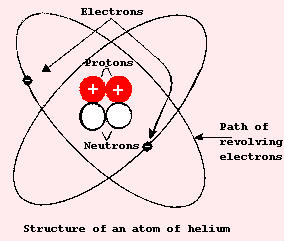 Electrons
Protons
+ +
Neutrons
Path of
revolving
electrons
Structure of an atom of helium